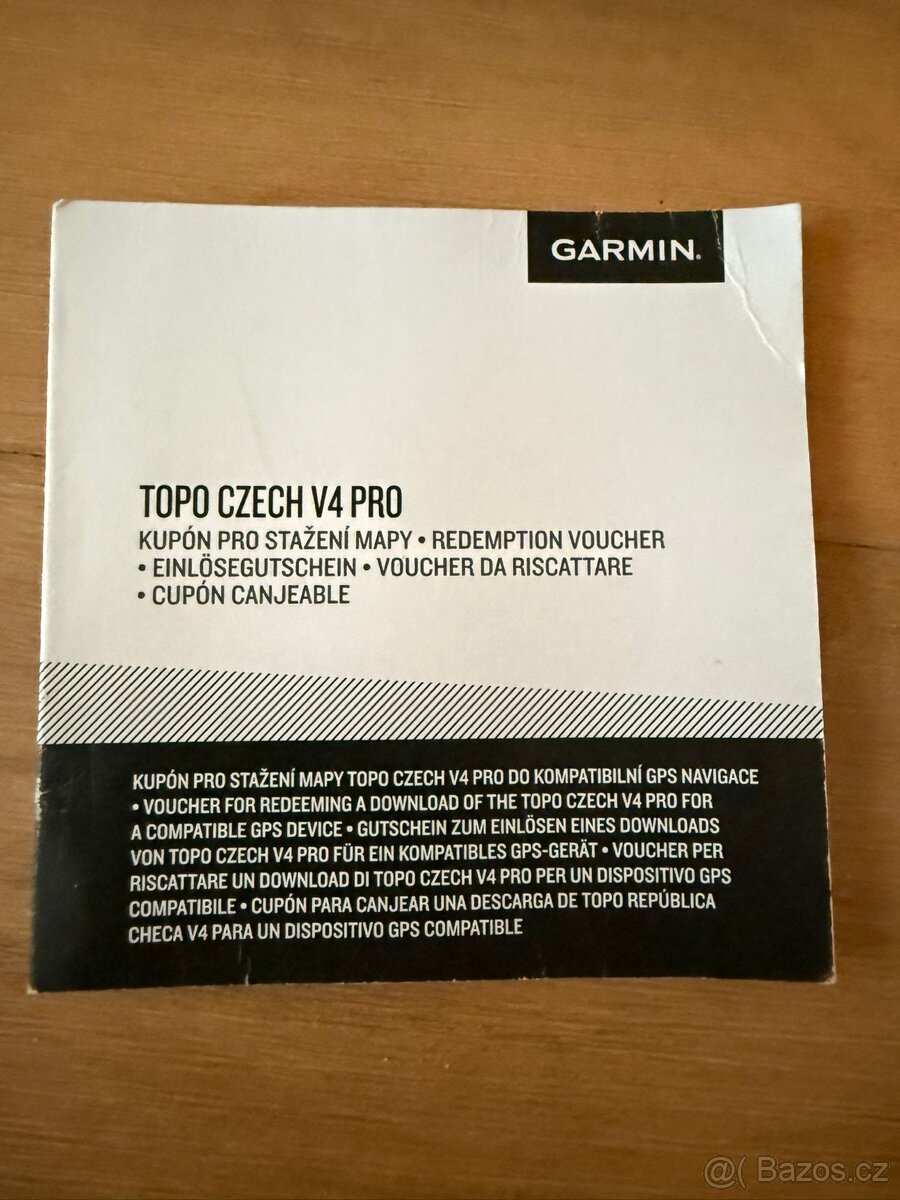 GARMIN.
TOPO CZECH V4 PRO
KUPÓN PRO STAŽENÍ MAPY • REDEMPTION VOUCHER
• EINLÖSEGUTSCHEIN • VOUCHER DA RISCATTARE
• CUPÓN CANJEABLE
KUPÓN PRO STAŽENÍ MAPY TOPO CZECH V4 PRO DO KOMPATIBILNÍ GPS NAVIGACE
• VOUCHER FOR REDEEMING A DOWNLOAD OF THE TOPO CZECH V4 PRO FOR
A COMPATIBLE GPS DEVICE • GUTSCHEIN ZUM EINLÖSEN EINES DOWNLOADS
VON TOPO CZECH V4 PRO FÜR EIN KOMPATIBLES GPS-GERÄT • VOUCHER PER
RISCATTARE UN DOWNLOAD DI TOPO CZECH V4 PRO PER UN DISPOSITIVO GPS
COMPATIBILE • CUPÓN PARA CANJEAR UNA DESCARGA DE TOPO REPÚBLICA
CHECA V4 PARA UN DISPOSITIVO GPS COMPATIBLE
@( Bazos.cz